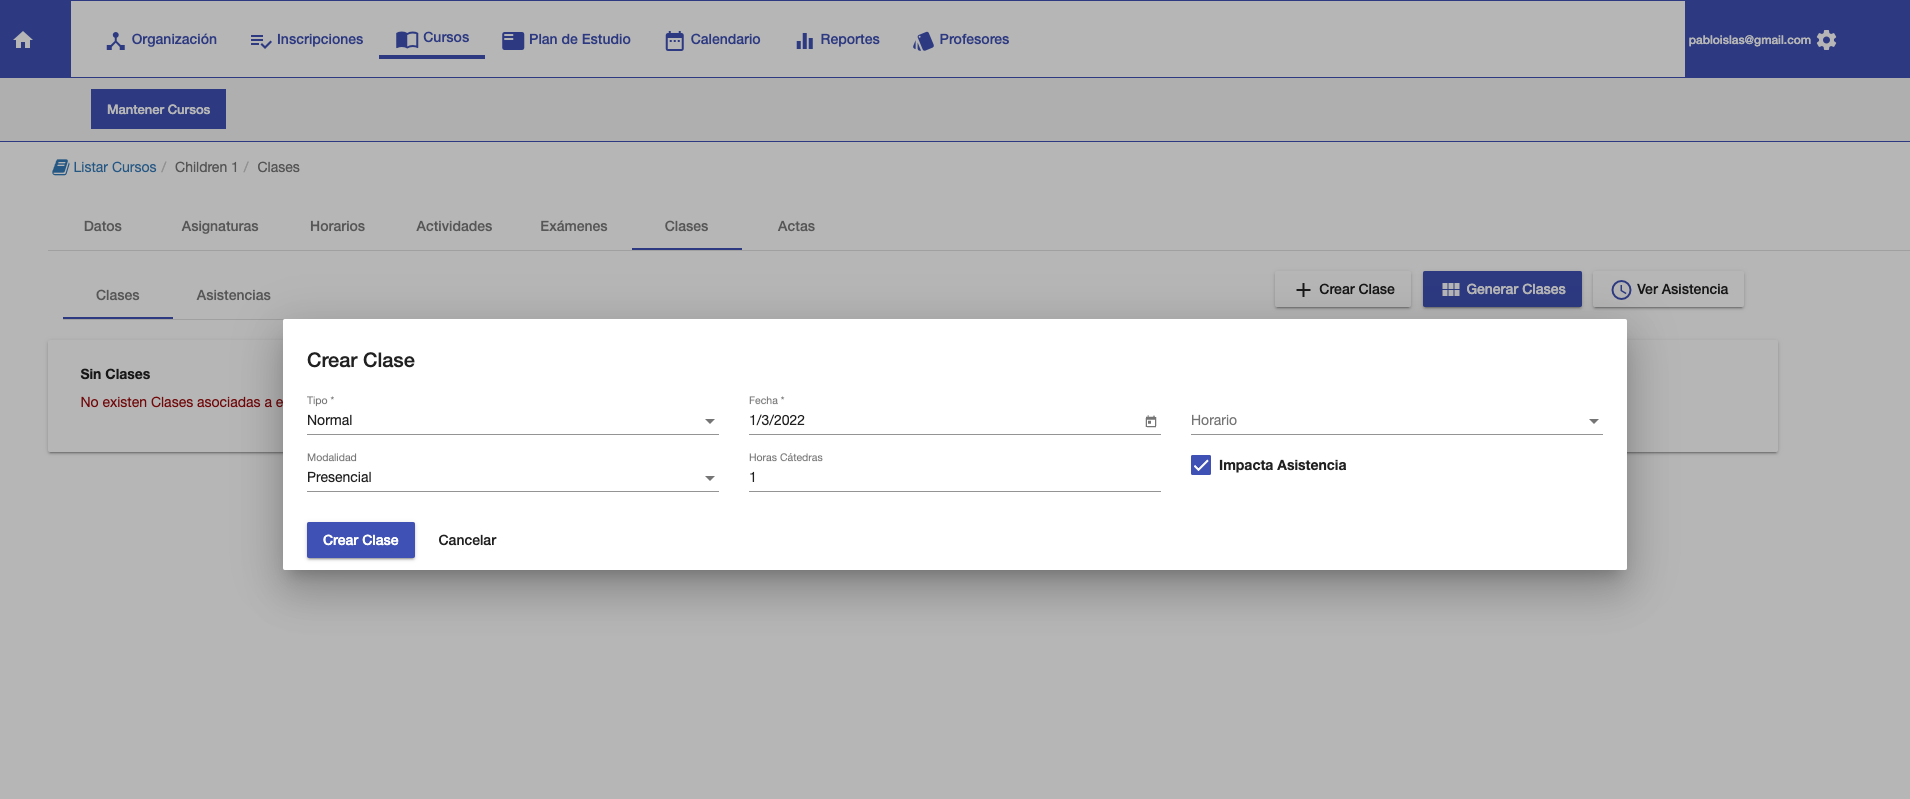 Organización
Inscripciones
Cursos
Plan de Estudio
Calendario
Reportes
Profesores
pabloislas@gmail.com
Mantener Cursos
Listar Cursos / Children 1 / Clases
Datos
Asignaturas
Horarios
Actividades
Exámenes
Clases
Actas
Clases
Asistencias
Crear Clase
Generar Clases
Ver Asistencia
Sin Clases
No existen Clases asociadas a e
Crear Clase
Tipo *
Normal
Fecha *
1/3/2022
Horario
Modalidad
Presencial
Horas Cátedras
1
Impacta Asistencia
Crear Clase
Cancelar